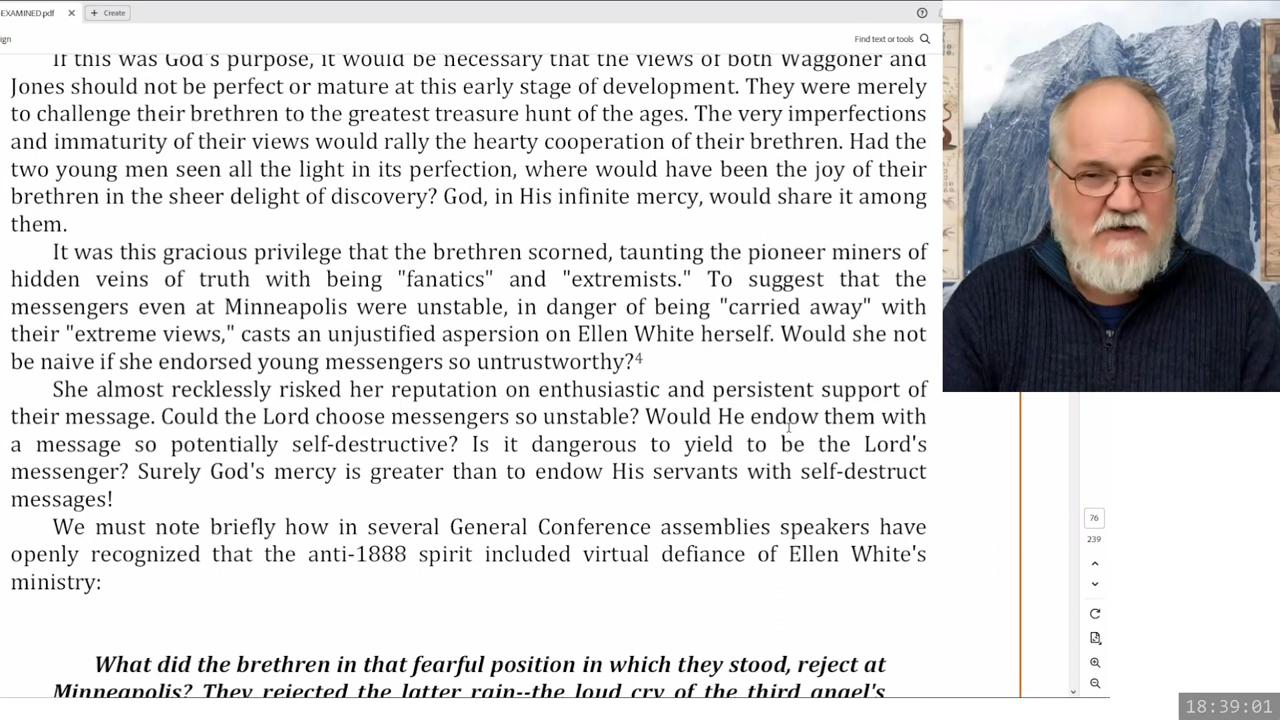 -EXAMINED.pdf
Create
ign
Find text or tools
If this was God's purpose, it would be necessary that the views of both Waggoner and
Jones should not be perfect or mature at this early stage of development. They were merely
to challenge their brethren to the greatest treasure hunt of the ages. The very imperfections
and immaturity of their views would rally the hearty cooperation of their brethren. Had the
two young men seen all the light in its perfection, where would have been the joy of their
brethren in the sheer delight of discovery? God, in His infinite mercy, would share it among
them.
It was this gracious privilege that the brethren scorned, taunting the pioneer miners of
hidden veins of truth with being "fanatics" and "extremists." To suggest that the
messengers even at Minneapolis were unstable, in danger of being "carried away" with
their "extreme views," casts an unjustified aspersion on Ellen White herself. Would she not
be naive if she endorsed young messengers so untrustworthy?⁴
She almost recklessly risked her reputation on enthusiastic and persistent support of
their message. Could the Lord choose messengers so unstable? Would He endow them with
a message so potentially self-destructive? Is it dangerous to yield to be the Lord's
messenger? Surely God's mercy is greater than to endow His servants with self-destruct
messages!
We must note briefly how in several General Conference assemblies speakers have
openly recognized that the anti-1888 spirit included virtual defiance of Ellen White's
ministry:
What did the brethren in that fearful position in which they stood, reject at
Minneapolis? They rejected the latter rain--the loud cry of the third angel's
76
239
18:39:01